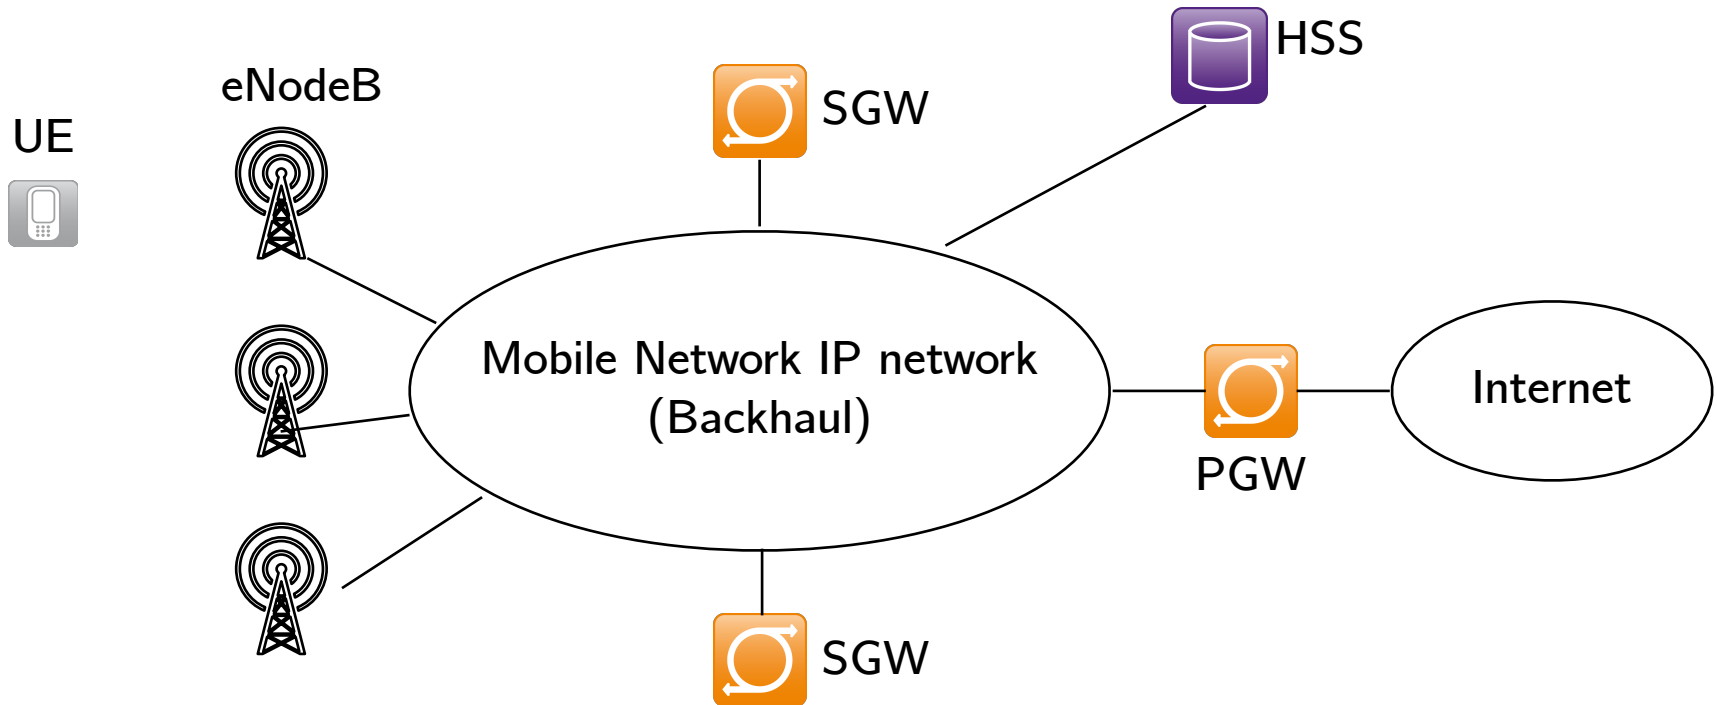 HSS
eNodeB
SGW
UE
Mobile Network IP network
(Backhaul)
Internet
PGW
SGW